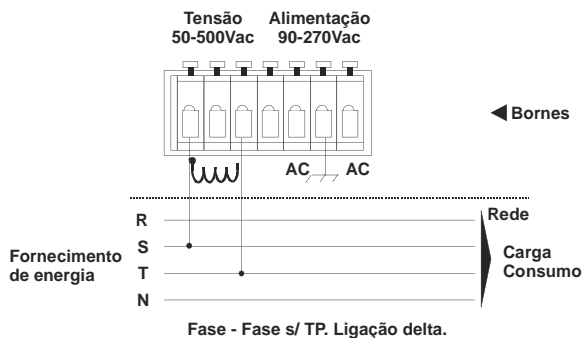 Tensão Alimentação
50-500Vac 90-270Vac
Bornes
AC AC
Rede
R
S
T
N
Fornecimento
de energia
Carga
Consumo
Fase - Fase s/ TP. Ligação delta.